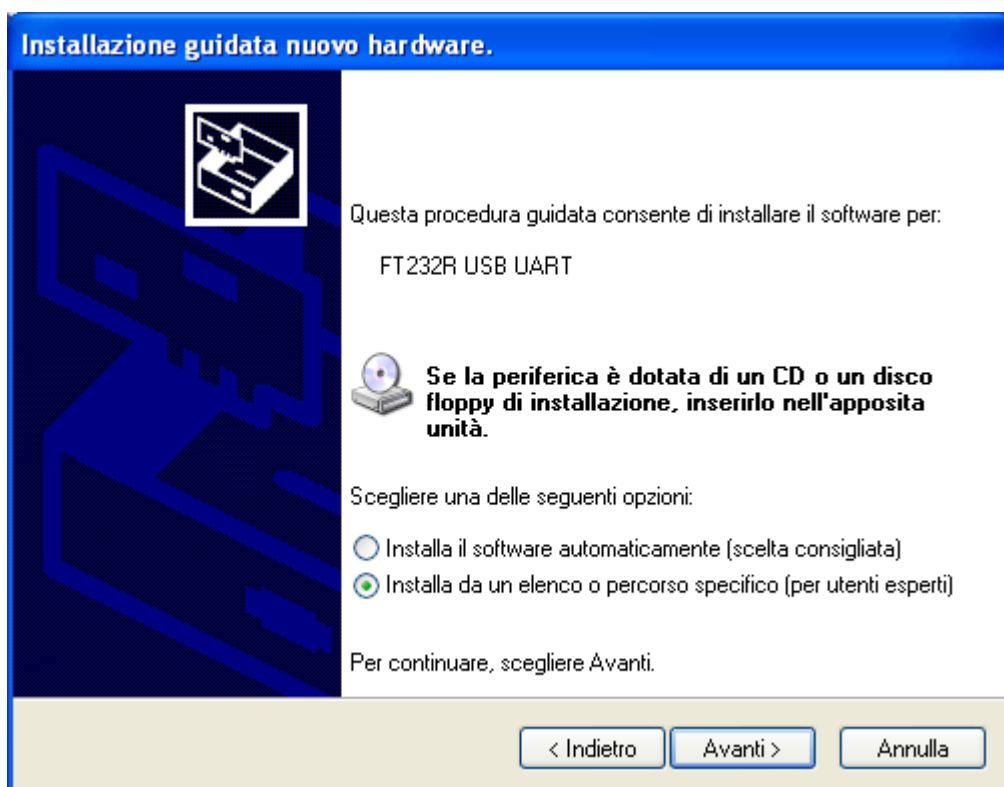 Installazione guidata nuovo hardware.
Questa procedura guidata consente di installare il software per:
FT232R USB UART
Se la periferica è dotata di un CD o un disco
floppy di installazione, inserirlo nell'apposita
unità.
Scegliere una delle seguenti opzioni:
Installa il software automaticamente (scelta consigliata)
Installa da un elenco o percorso specifico (per utenti esperti)
Per continuare, scegliere Avanti.
< Indietro Avanti > Annulla